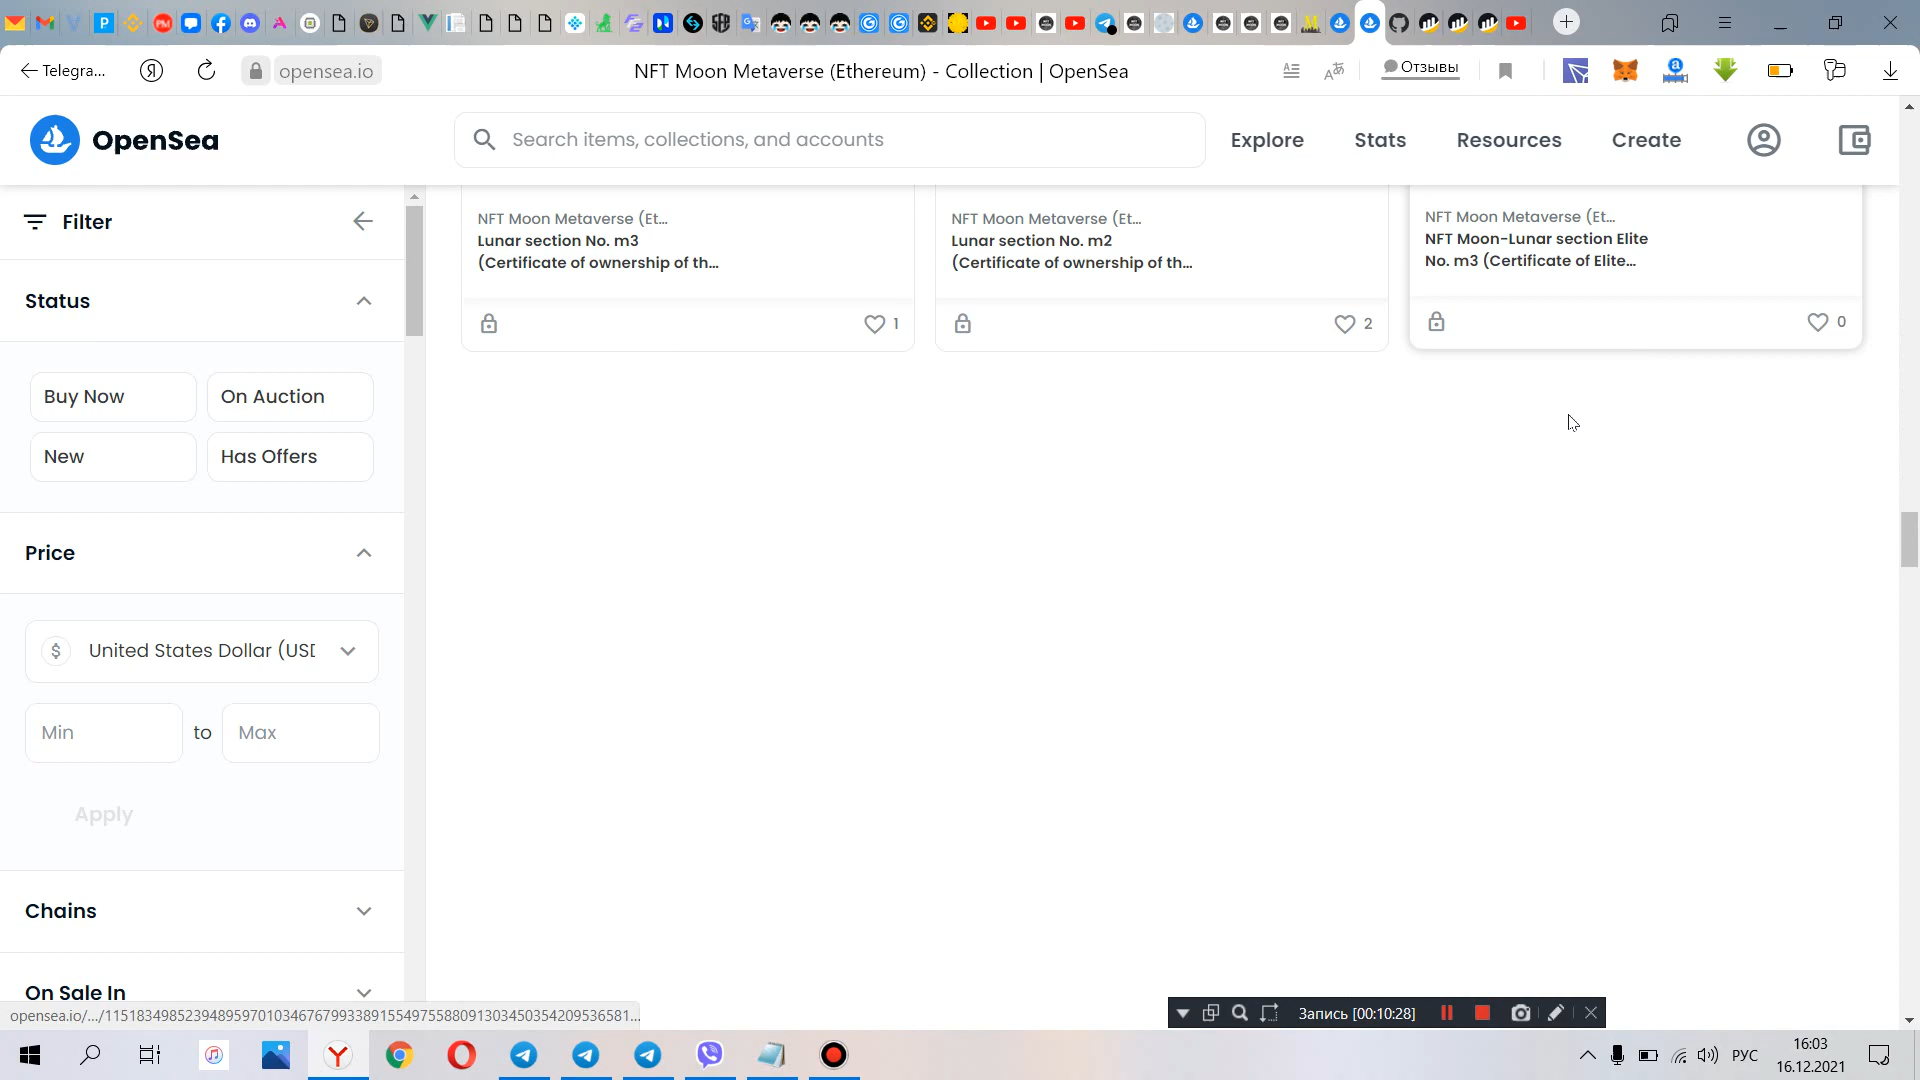 Telegra...
opensea.io
NFT Moon Metaverse (Ethereum) - Collection | OpenSea
Отзывы
OpenSea
Search items, collections, and accounts
Explore
Stats
Resources
Create
Filter
Status
Buy Now
On Auction
New
Has Offers
Price
$ United States Dollar (USD
Min
to
Max
Apply
Chains
On Sale In
NFT Moon Metaverse (Et...
Lunar section No. m3
(Certificate of ownership of th...
1
NFT Moon Metaverse (Et...
Lunar section No. m2
(Certificate of ownership of th...
2
NFT Moon Metaverse (Et...
NFT Moon-Lunar section Elite
No. m3 (Certificate of Elite...
0
opensea.io/.../115183498523948959701034676799338915549755880913034503542095365 81...
Запись [00:10:28]
РУС
16:03
16.12.2021